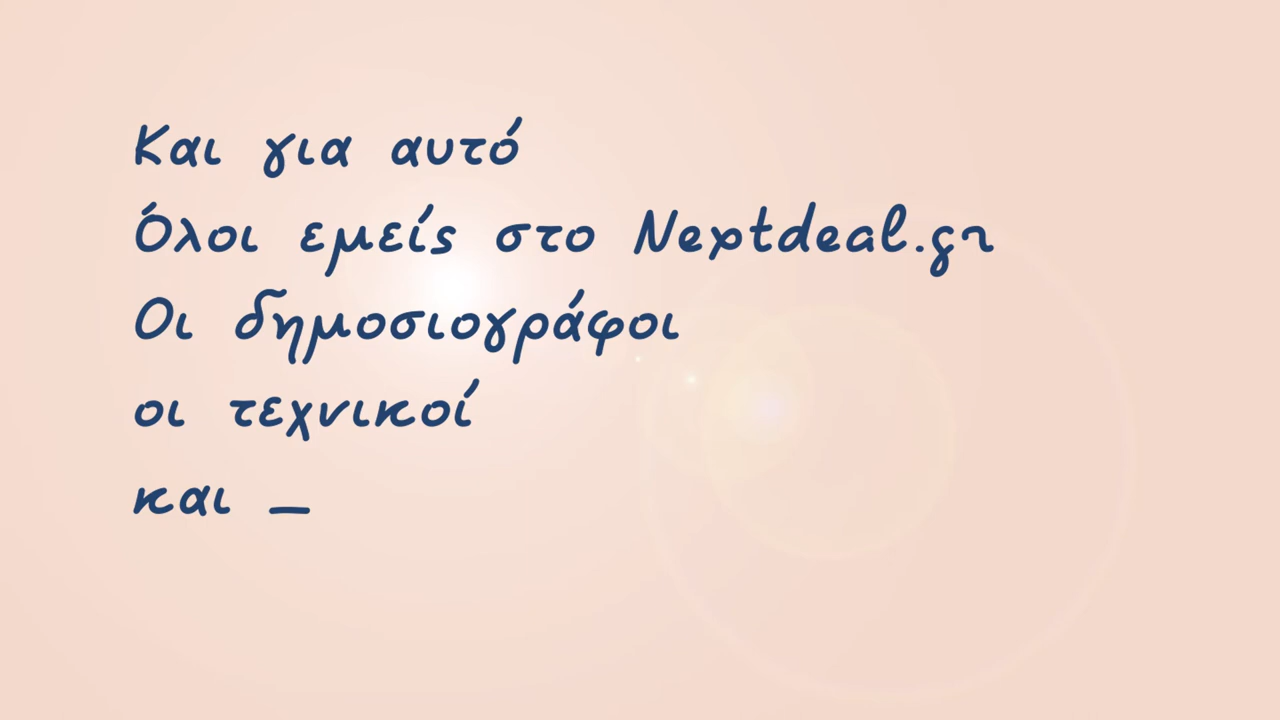 Και για αυτό
Όλοι εμείς στο Nextdeal.gr
Οι δημοσιογράφοι
οι τεχνικοί
και _